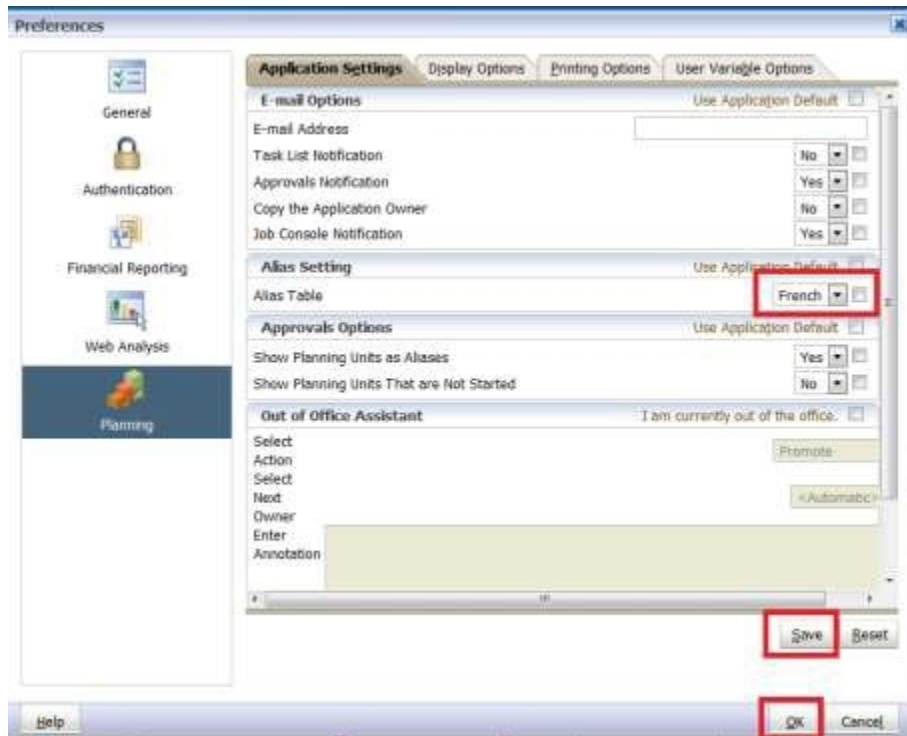 Preferences
General
Authentication
Financial Reporting
Web Analysis
Planning
Application Settings Display Options Printing Options User Variable Options
E-mail Options Use Application Default
E-mail Address
Task List Notification No
Approvals Notification Yes
Copy the Application Owner No
Job Console Notification Yes
Alias Setting Use Application Default
Alias Table French
Approvals Options Use Application Default
Show Planning Units as Aliases Yes
Show Planning Units That are Not Started No
Out of Office Assistant I am currently out of the office.
Select
Action Promote
Select
Next <Automatic>
Owner
Enter
Annotation
Save Reset
Help OK Cancel